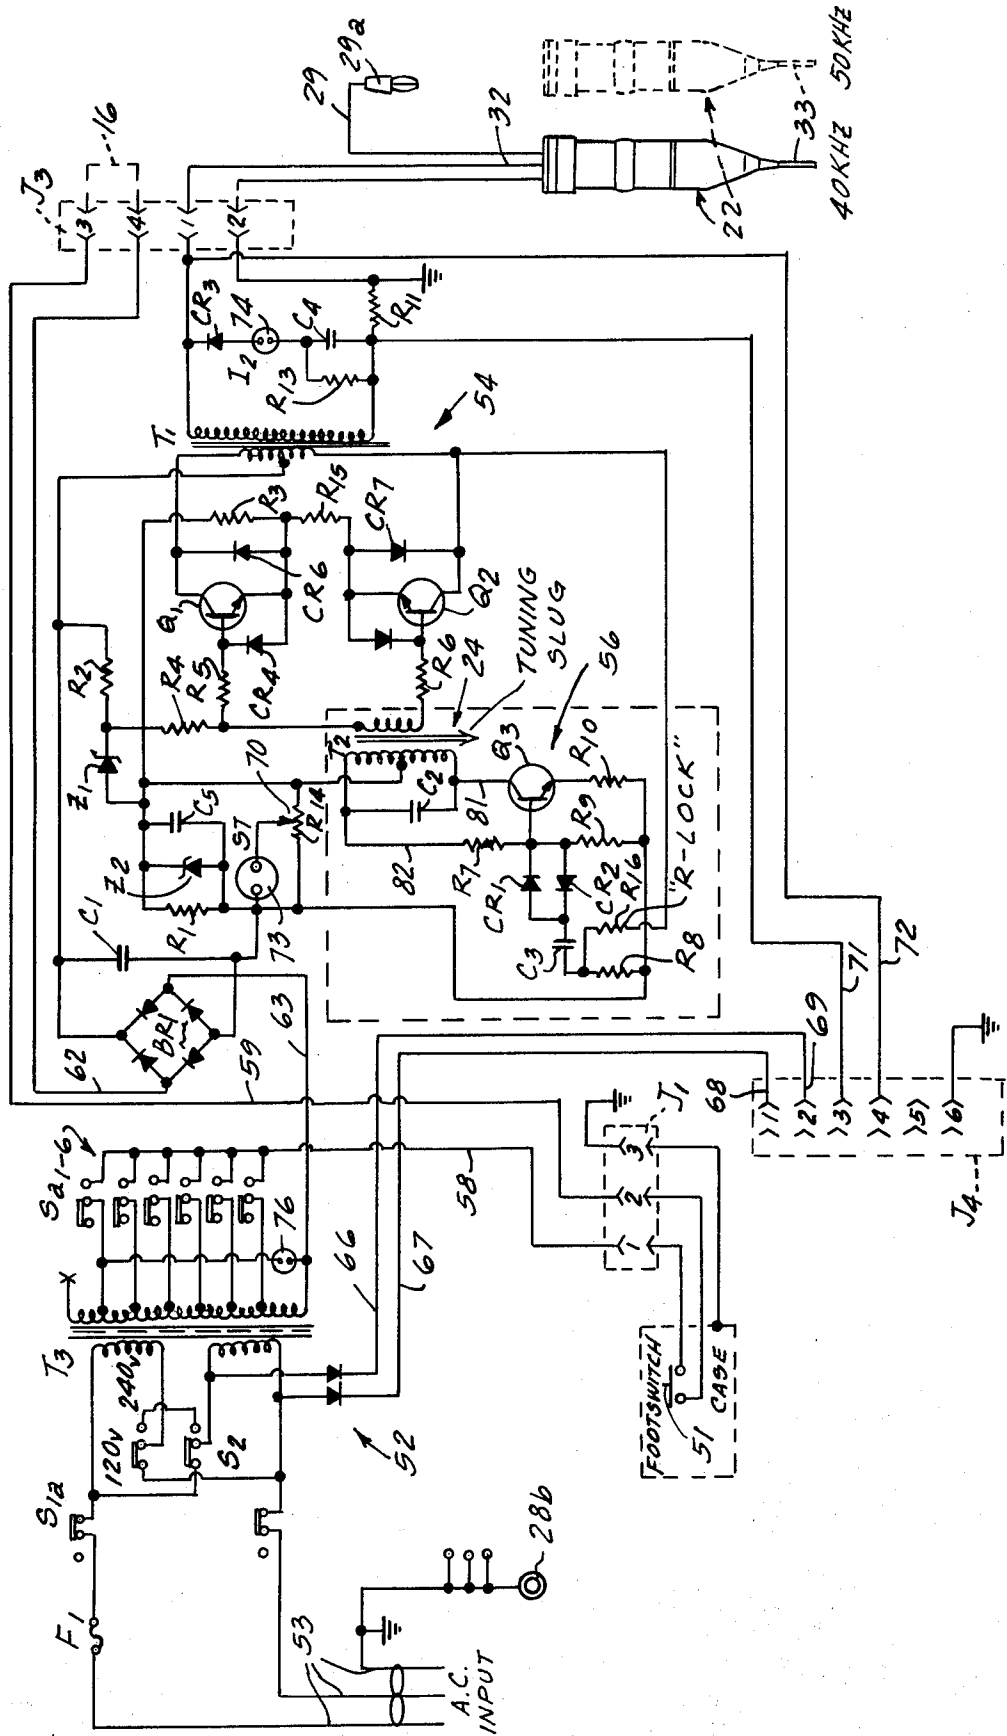 A.C.
INPUT
53
F1
S1a
28b
120V
240V
S2
T3
52
66
67
S21-6
76
X
58
59
62
63
FOOTSWITCH
51
CASE
J1
1
2
3
J4
1
2
3
4
5
6
68
69
71
72
BR1
C1
R1
Z2
C5
ST
73
70
R14
Z1
R2
R4
R5
CR4
Q1
CR6
R3
R15
CR7
Q2
R6
T2
24
TUNING
SLUG
56
C2
81
82
Q3
R10
R7
R9
CR1
CR2
R16
"R-LOCK"
C3
R8
T1
54
CR3
74
I2
C4
R13
R11
J3
3
4
1
2
16
29
29a
32
22
33
40KHZ
50KHZ